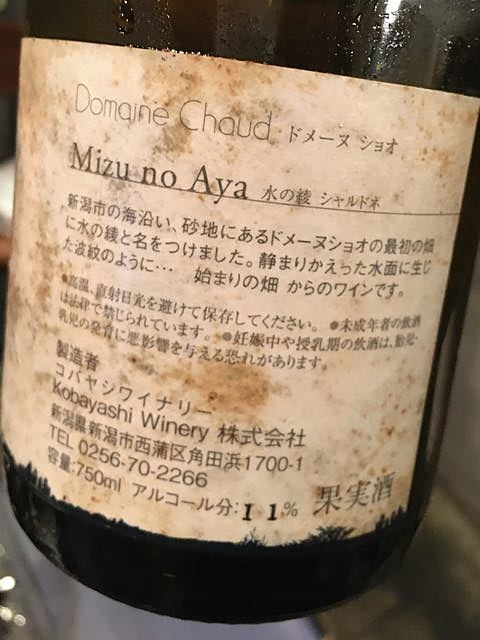 Domaine Chaud ドメーヌ ショオ
Mizu no Aya 水の綾 シャルドネ
新潟市の海沿い、砂地にあるドメーヌショオの最初の畑
に水の綾と名をつけました。静まりかえった水面に生じ
た波紋のように… 始まりの畑 からのワインです。
●高温、直射日光を避けて保存してください。 ●未成年者の飲酒
は法律で禁じられています。 ●妊娠中や授乳期の飲酒は、胎児・
乳児の発育に悪影響を与える恐れがあります。
製造者
コバヤシワイナリー
Kobayashi Winery 株式会社
新潟県新潟市西蒲区角田浜1700-1
TEL 0256-70-2266
容量:750ml アルコール分:11% 果実酒